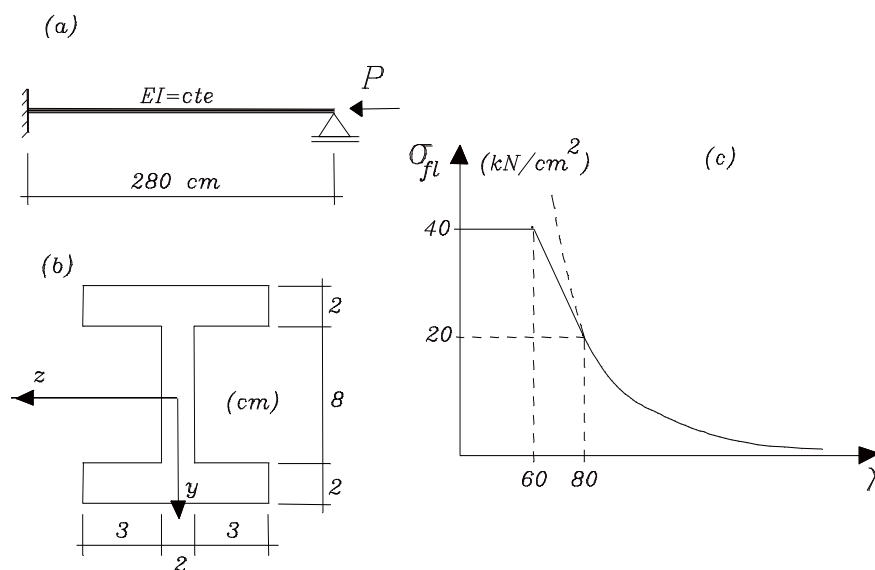 (a)
EI=cte
P
280 cm
(b)
2
z
(cm)
8
y
2
3
3
2
σfl
(kN/cm²)
(c)
40
20
60
80
λ